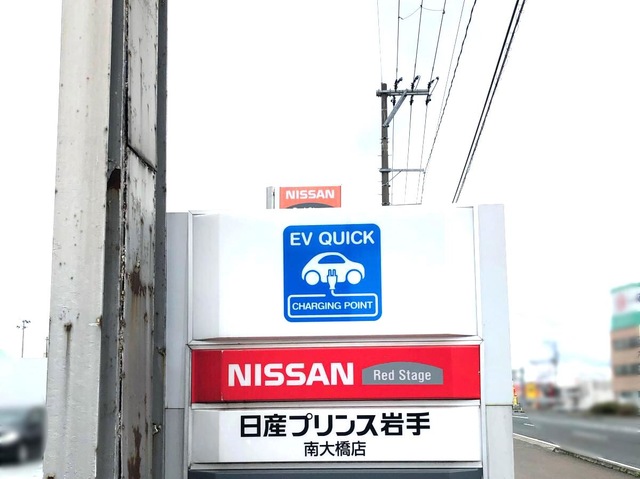 NISSAN
EV QUICK
CHARGING POINT
NISSAN Red Stage
日産プリンス岩手
南大橋店